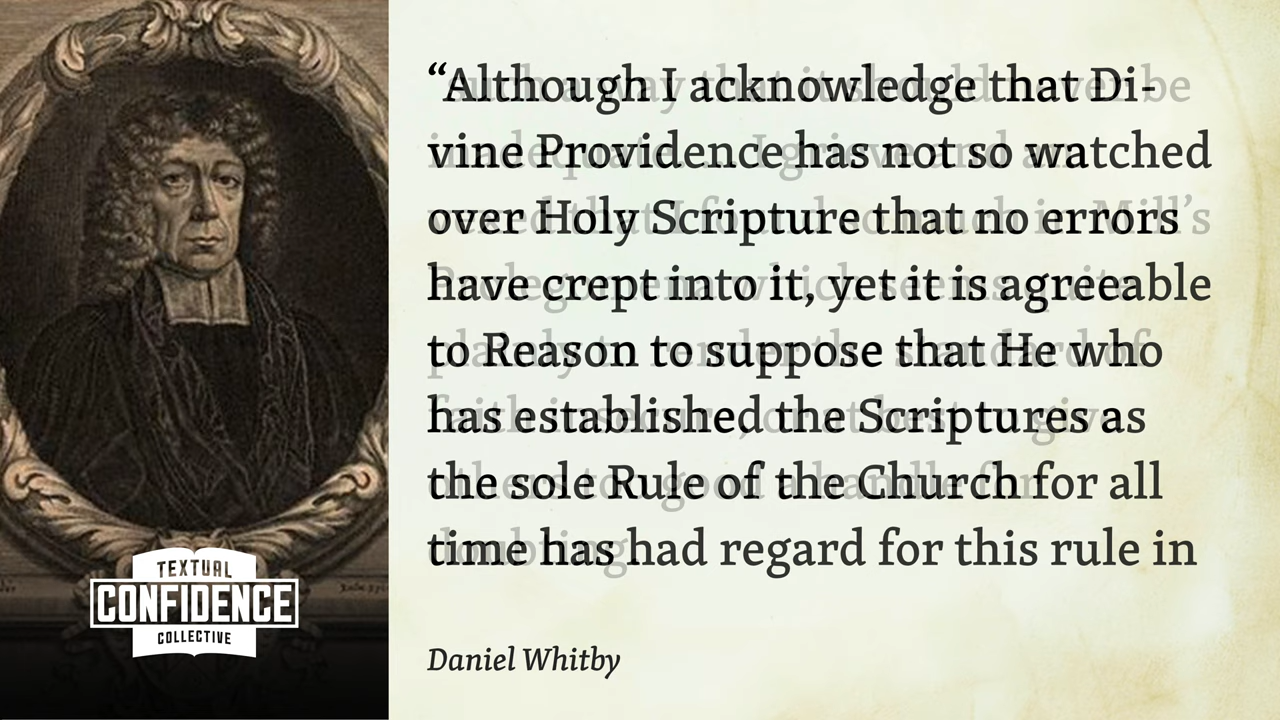 “Although I acknowledge that Di-
vine Providence has not so watched
over Holy Scripture that no errors
have crept into it, yet it is agreeable
to Reason to suppose that He who
has established the Scriptures as
the sole Rule of the Church for all
time has had regard for this rule in
Daniel Whitby
TEXTUAL
CONFIDENCE
COLLECTIVE